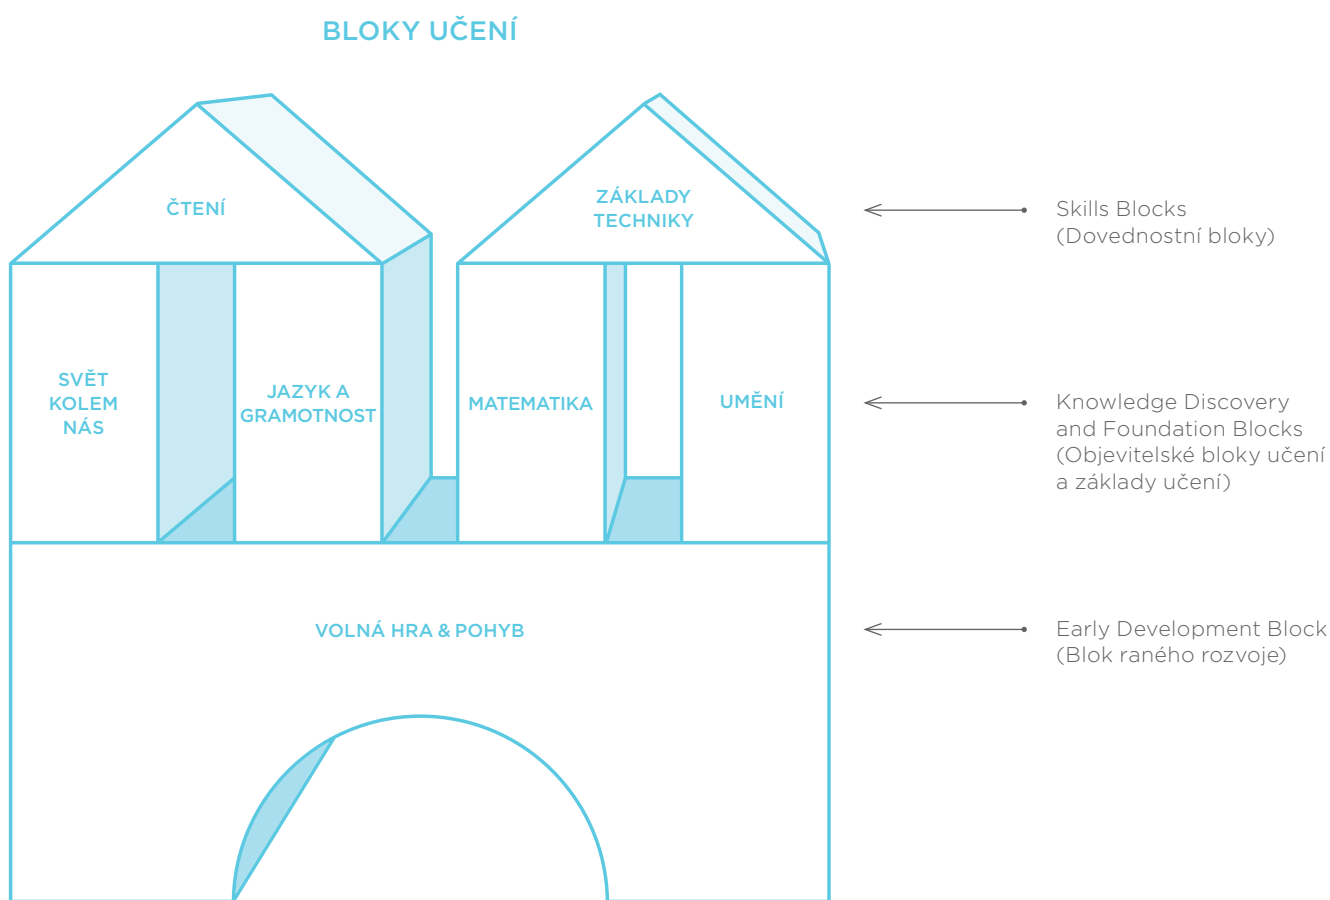 BLOKY UČENÍ
ČTENÍ
ZÁKLADY
TECHNIKY
Skills Blocks
(Dovednostní bloky)
SVĚT
KOLEM
NÁS
JAZYK A
GRAMOTNOST
MATEMATIKA
UMĚNÍ
Knowledge Discovery
and Foundation Blocks
(Objevitelské bloky učení
a základy učení)
VOLNÁ HRA & POHYB
Early Development Block
(Blok raného rozvoje)